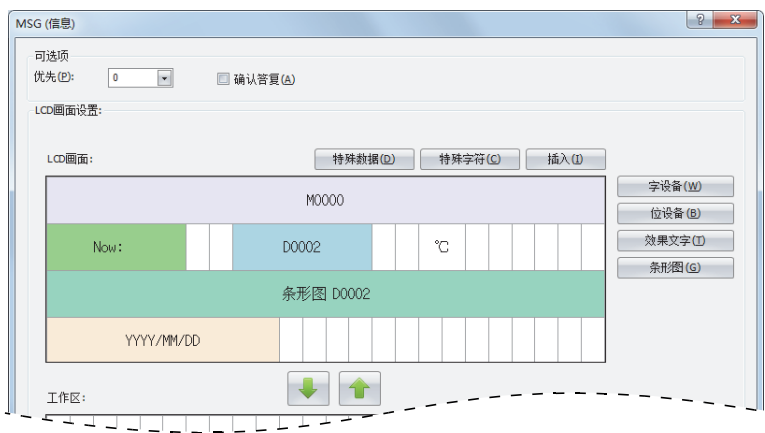 MSG (信息)
可选项
优先(P): 0 确认答复(A)
LCD画面设置:
LCD画面: 特殊数据(D) 特殊字符(C) 插入(I)
M0000 字设备(W)
位设备(B)
Now: D0002 ℃ 效果文字(T)
条形图(G)
条形图 D0002
YYYY/MM/DD
工作区: